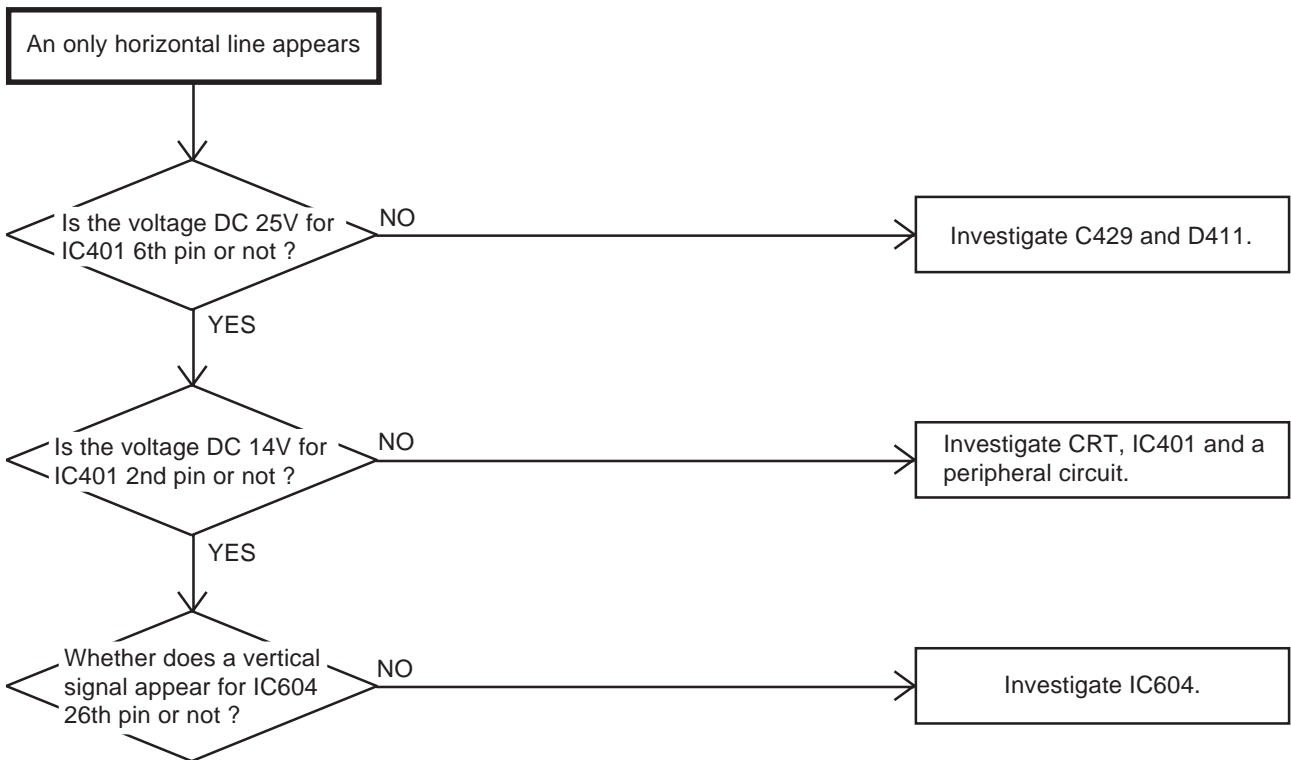 An only horizontal line appears
Is the voltage DC 25V for
IC401 6th pin or not ?
NO
Investigate C429 and D411.
YES
Is the voltage DC 14V for
IC401 2nd pin or not ?
NO
Investigate CRT, IC401 and a
peripheral circuit.
YES
Whether does a vertical
signal appear for IC604
26th pin or not ?
NO
Investigate IC604.